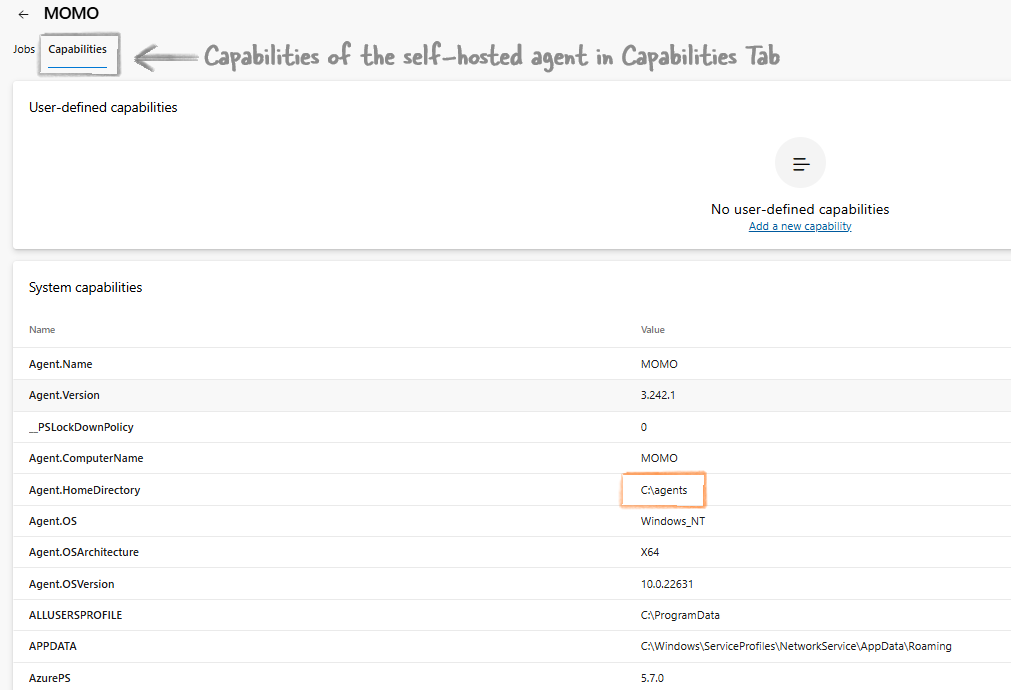 ← MOMO
Jobs Capabilities Capabilities of the self-hosted agent in Capabilities Tab
User-defined capabilities
No user-defined capabilities
Add a new capability
System capabilities
Name Value
Agent.Name MOMO
Agent.Version 3.242.1
__PSLockDownPolicy 0
Agent.ComputerName MOMO
Agent.HomeDirectory C:\agents
Agent.OS Windows_NT
Agent.OSArchitecture X64
Agent.OSVersion 10.0.22631
ALLUSERSPROFILE C:\ProgramData
APPDATA C:\Windows\ServiceProfiles\NetworkService\AppData\Roaming
AzurePS 5.7.0